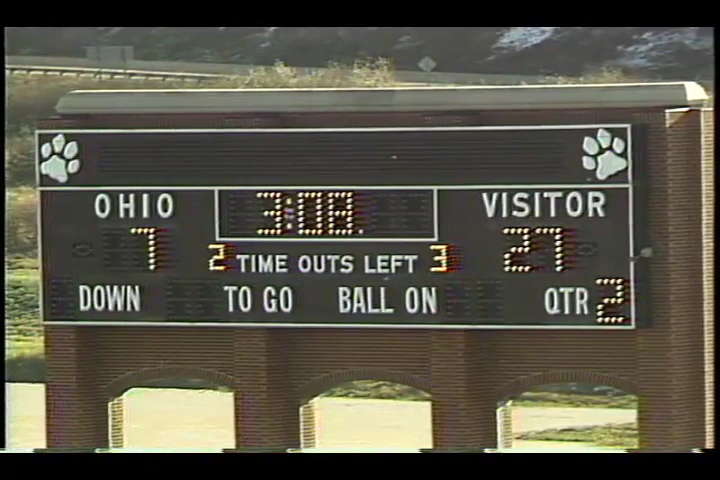 OHIO 3:08 VISITOR
7 2 TIME OUTS LEFT 3 27
DOWN TO GO BALL ON QTR 2